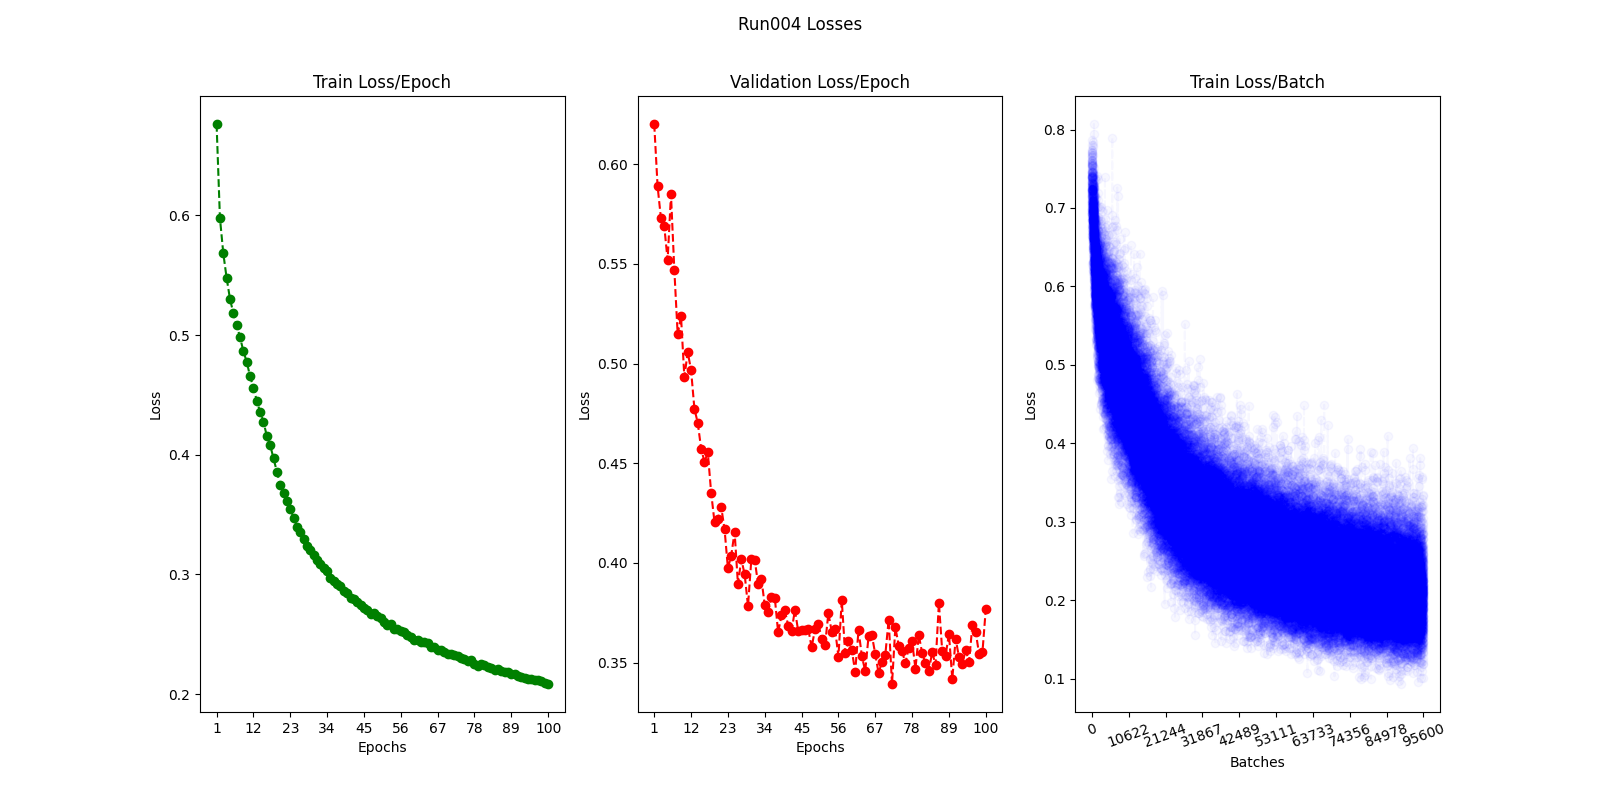 Run004 Losses
Train Loss/Epoch
Loss
0.6
0.5
0.4
0.3
0.2
1 12 23 34 45 56 67 78 89 100
Epochs
Validation Loss/Epoch
Loss
0.60
0.55
0.50
0.45
0.40
0.35
1 12 23 34 45 56 67 78 89 100
Epochs
Train Loss/Batch
Loss
0.8
0.7
0.6
0.5
0.4
0.3
0.2
0.1
0 10622 21244 31867 42489 53111 63733 74356 84978 95600
Batches